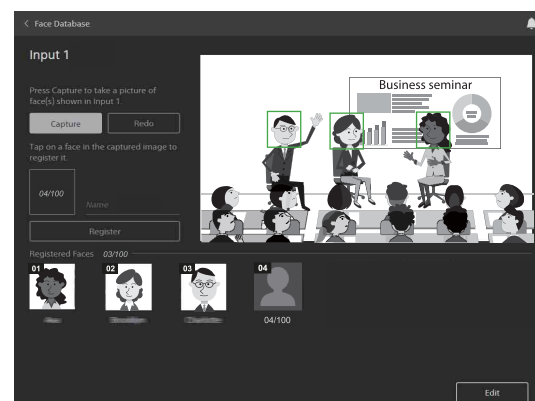 < Face Database
Input 1
Press Capture to take a picture of
face(s) shown in Input 1.
Capture
Redo
Tap on a face in the captured image to
register it.
04/100
Name
Register
Business seminar
Registered Faces 03/100
01
02
03
04
04/100
Edit